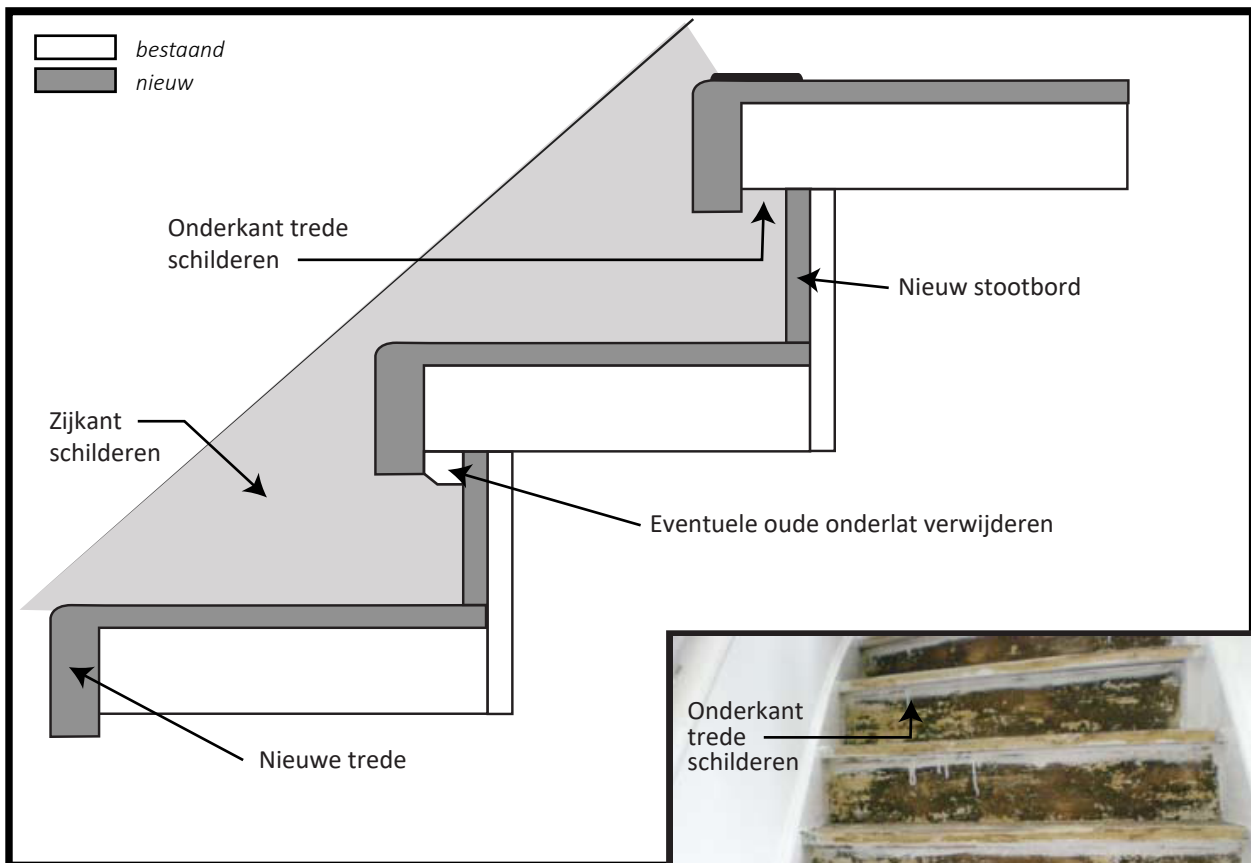 bestaand
nieuw
Onderkant trede
schilderen
Nieuw stootbord
Zijkant
schilderen
Eventuele oude onderlat verwijderen
Nieuwe trede
Onderkant
trede
schilderen